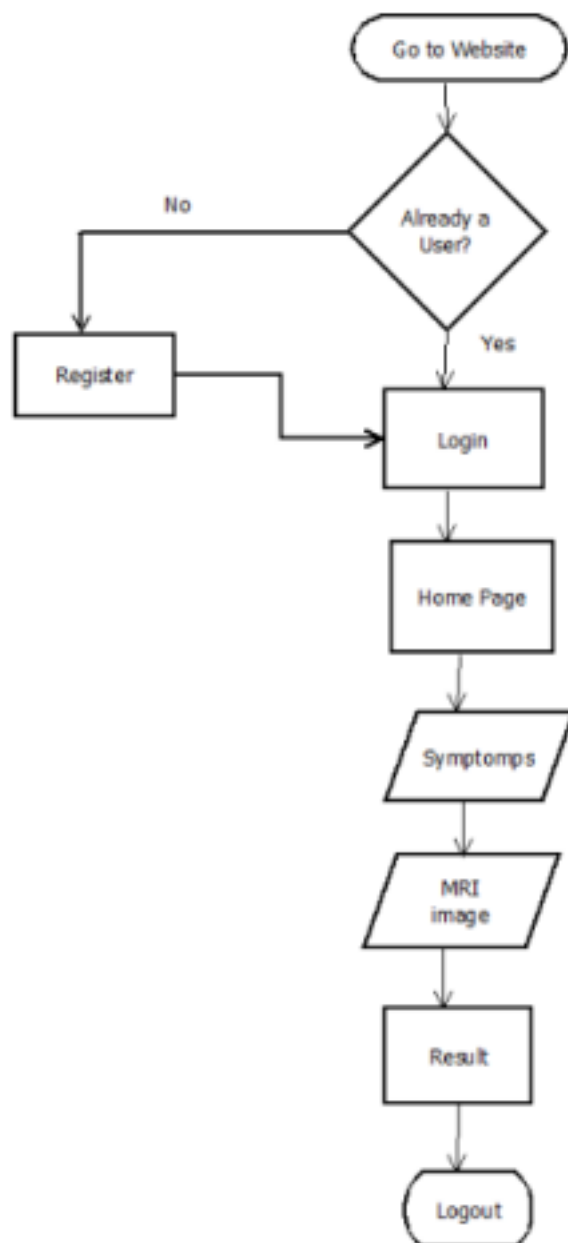 Go to Website
Already a
User?
No
Yes
Register
Login
Home Page
Symptomps
MRI
image
Result
Logout